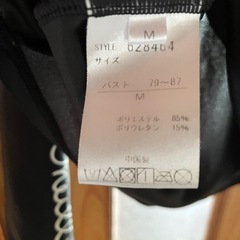 M
STYLE 628464
サイズ
バスト 79~87
M
ポリエステル 85%
ポリウレタン 15%
中国製